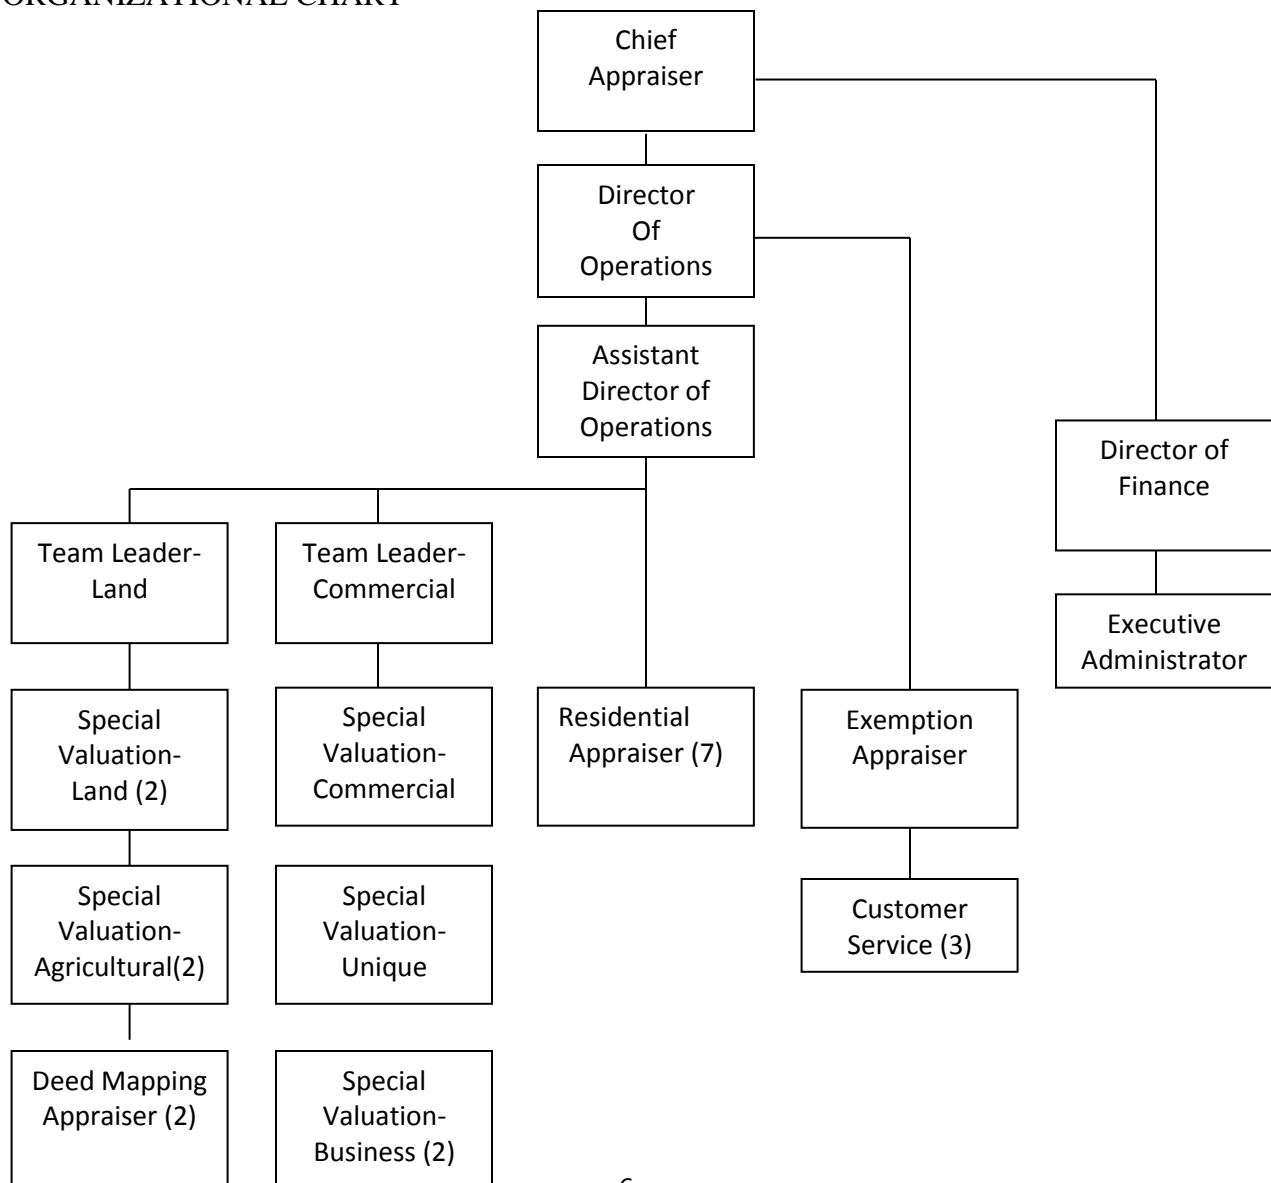 ORGANIZATIONAL CHART
Chief
Appraiser
Director
Of
Operations
Assistant
Director of
Operations
Director of
Finance
Executive
Administrator
Team Leader-
Land
Team Leader-
Commercial
Special
Valuation-
Land (2)
Special
Valuation-
Commercial
Residential
Appraiser (7)
Exemption
Appraiser
Special
Valuation-
Agricultural(2)
Special
Valuation-
Unique
Customer
Service (3)
Deed Mapping
Appraiser (2)
Special
Valuation-
Business (2)